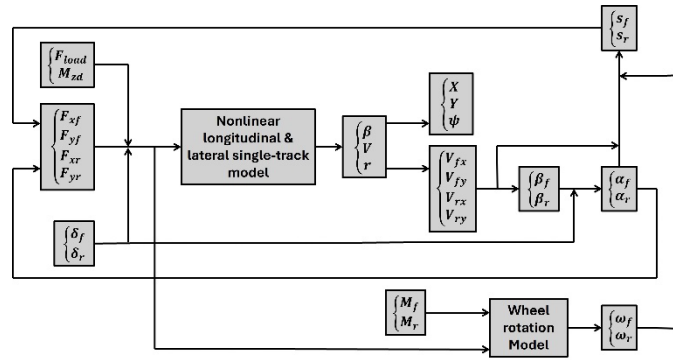 s_f
s_r
F_load
M_zd
F_xf
F_yf
F_xr
F_yr
Nonlinear
longitudinal &
lateral single-track
model
β
V
r
X
Y
ψ
V_fx
V_fy
V_rx
V_ry
β_f
β_r
α_f
α_r
δ_f
δ_r
M_f
M_r
Wheel
rotation
Model
ω_f
ω_r